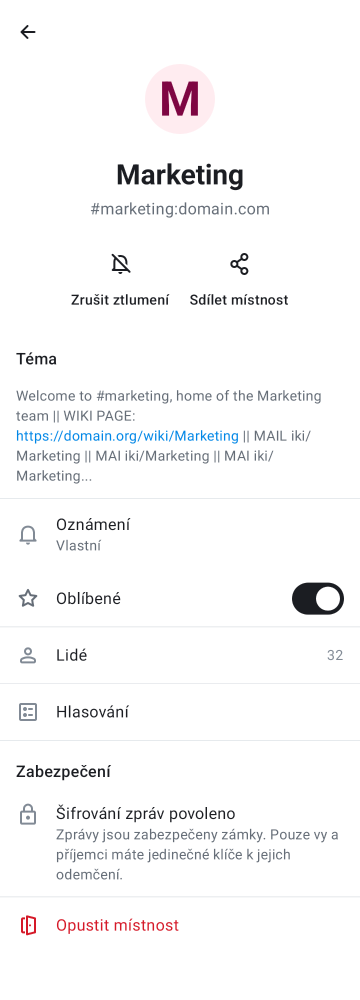 M
Marketing
#marketing:domain.com
Zrušit ztlumení
Sdílet místnost
Téma
Welcome to #marketing, home of the Marketing
team || WIKI PAGE:
https://domain.org/wiki/Marketing || MAIL iki/
Marketing || MAI iki/Marketing || MAI iki/
Marketing...
Oznámení
Vlastní
Oblíbené
Lidé 32
Hlasování
Zabezpečení
Šifrování zpráv povoleno
Zprávy jsou zabezpečeny zámky. Pouze vy a
příjemci máte jedinečné klíče k jejich
odemčení.
Opustit místnost